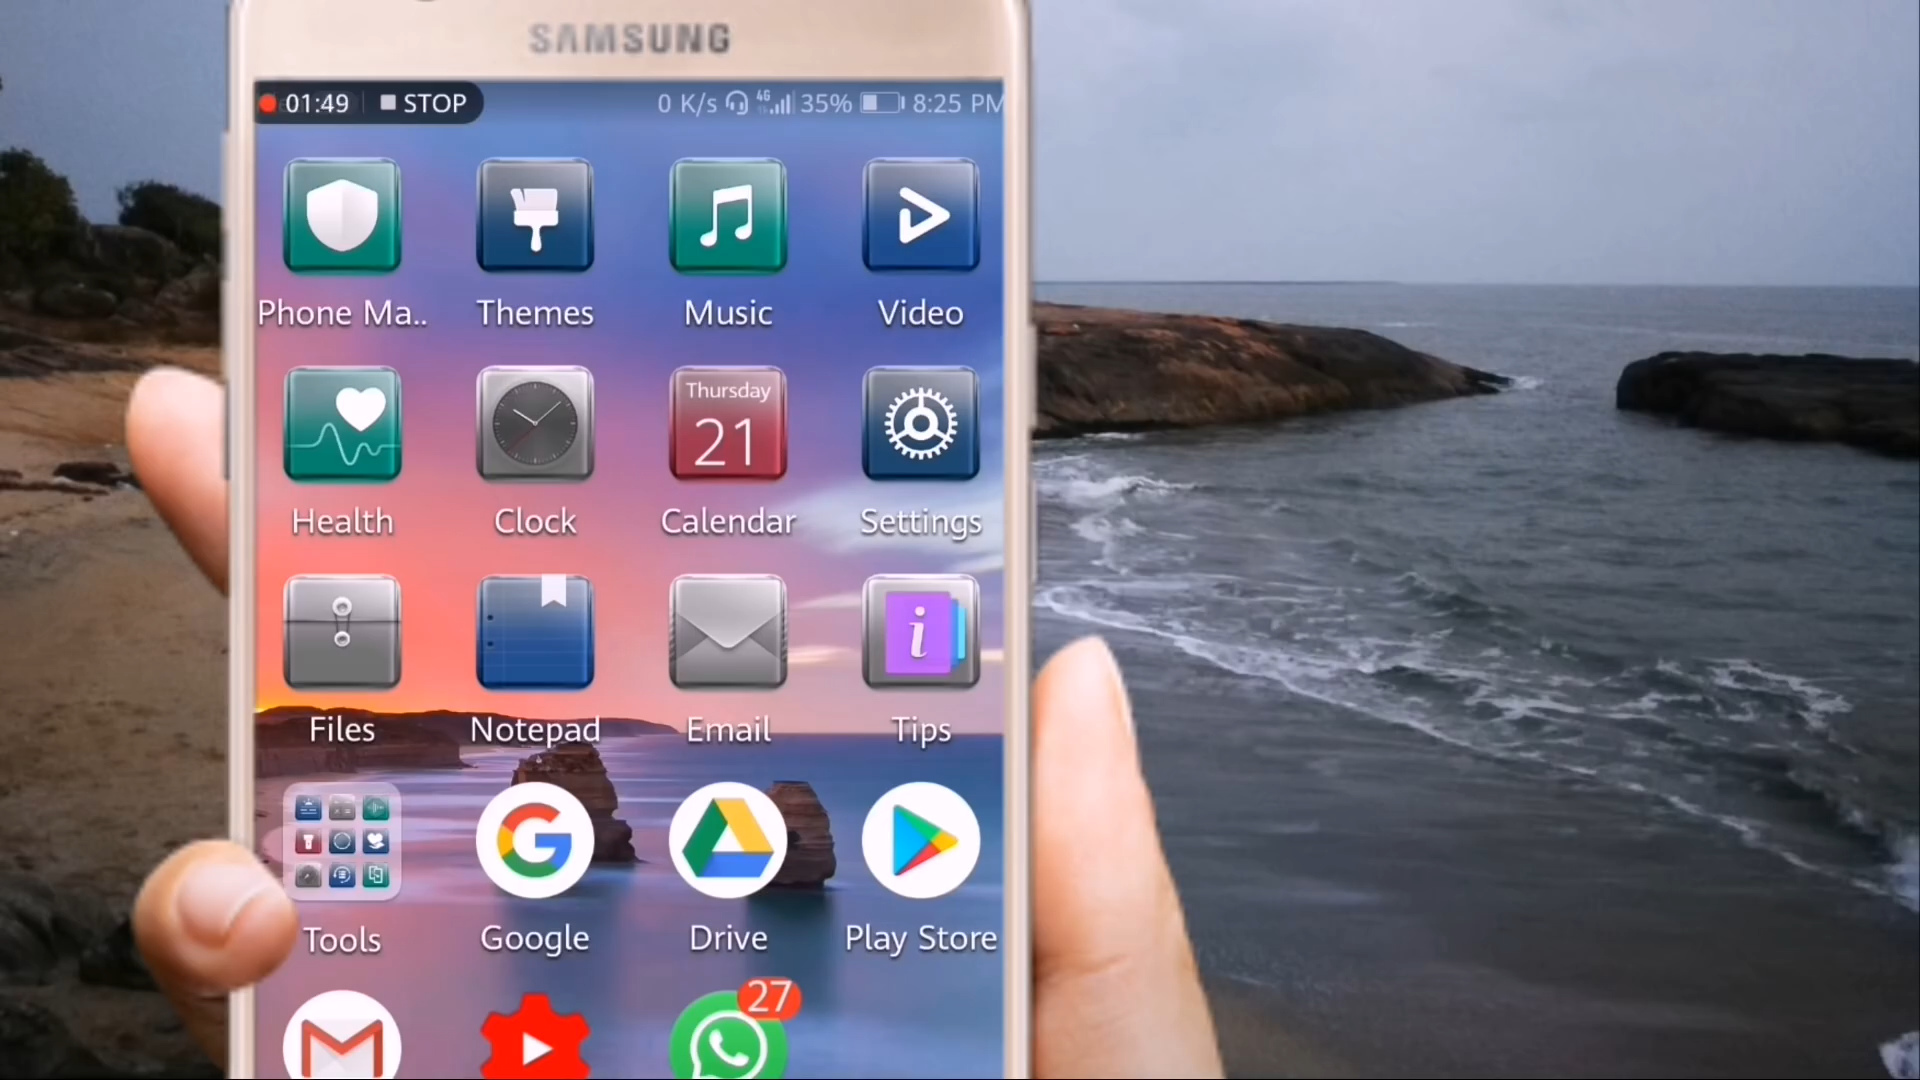 SAMSUNG
01:49 STOP 0 K/s 4G 35% 8:25 PM
Phone Ma.. Themes Music Video
Thursday
21
Health Clock Calendar Settings
i
Files Notepad Email Tips
Tools Google Drive Play Store
27